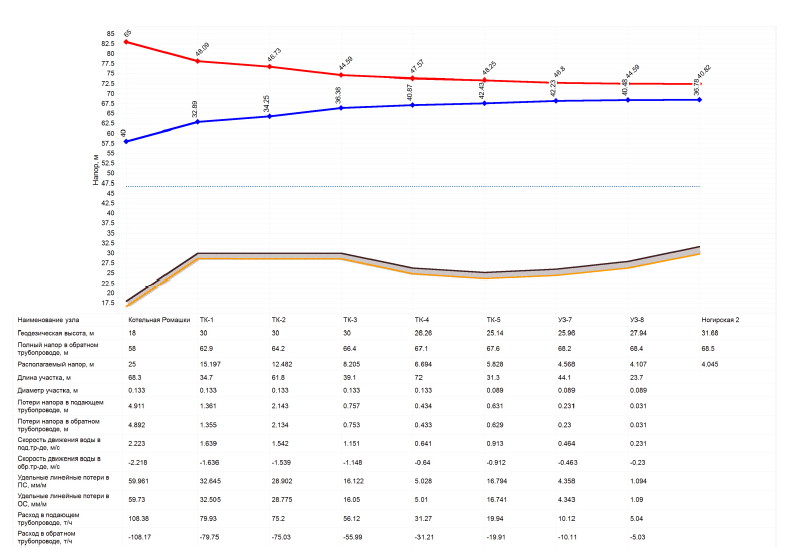 85
82.5
80
77.5
75
72.5
70
67.5
65
62.5
60
57.5
55
52.5
50
47.5
45
42.5
40
37.5
35
32.5
30
27.5
25
22.5
20
17.5
Напор, м
65 48.09 46.73 44.59 47.57 48.25 46.8 44.59 40.82
40 32.89 34.25 36.38 40.87 42.43 42.23 40.48 36.78
Наименование узла Котельная Ромашки ТК-1 ТК-2 ТК-3 ТК-4 ТК-5 УЗ-7 УЗ-8 Ногирская 2
Геодезическая высота, м 18 30 30 30 26.26 25.14 25.96 27.94 31.68
Полный напор в обратном
трубопроводе, м 58 62.9 64.2 66.4 67.1 67.6 68.2 68.4 68.5
Располагаемый напор, м 25 15.197 12.482 8.205 6.694 5.828 4.568 4.107 4.045
Длина участка, м 68.3 34.7 61.8 39.1 72 31.3 44.1 23.7
Диаметр участка, м 0.133 0.133 0.133 0.133 0.133 0.089 0.089 0.089
Потери напора в подающем
трубопроводе, м 4.911 1.361 2.143 0.757 0.434 0.631 0.231 0.031
Потери напора в обратном
трубопроводе, м 4.892 1.355 2.134 0.753 0.433 0.629 0.23 0.031
Скорость движения воды в
под.тр-де, м/с 2.223 1.639 1.542 1.151 0.641 0.913 0.464 0.231
Скорость движения воды в
обр.тр-де, м/с -2.218 -1.636 -1.539 -1.148 -0.64 -0.912 -0.463 -0.23
Удельные линейные потери в
ПС, мм/м 59.961 32.645 28.902 16.122 5.028 16.794 4.358 1.094
Удельные линейные потери в
ОС, мм/м 59.73 32.505 28.775 16.05 5.01 16.741 4.343 1.09
Расход в подающем
трубопроводе, т/ч 108.38 79.93 75.2 56.12 31.27 19.94 10.12 5.04
Расход в обратном
трубопроводе, т/ч -108.17 -79.75 -75.03 -55.99 -31.21 -19.91 -10.11 -5.03